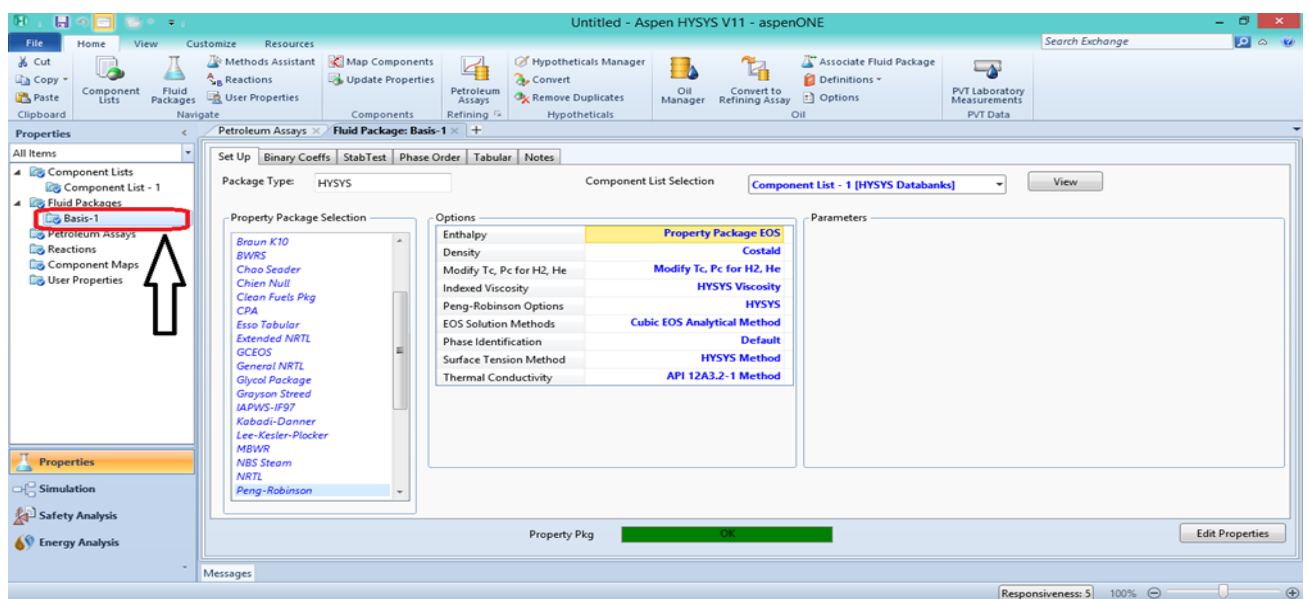 Untitled - Aspen HYSYS V11 - aspenONE
File Home View Customize Resources
Search Exchange
Cut
Copy
Paste
Clipboard
Component Lists
Fluid Packages
Methods Assistant
Reactions
User Properties
Navigate
Map Components
Update Properties
Components
Petroleum Assays
Refining
Hypotheticals Manager
Convert
Remove Duplicates
Hypotheticals
Oil Manager
Convert to Refining Assay
Associate Fluid Package
Definitions
Options
Oil
PVT Laboratory Measurements
PVT Data
Properties
All Items
Component Lists
Component List - 1
Fluid Packages
Basis-1
Petroleum Assays
Reactions
Component Maps
User Properties
Properties
Simulation
Safety Analysis
Energy Analysis
Petroleum Assays Fluid Package: Basis-1 +
Set Up Binary Coeffs StabTest Phase Order Tabular Notes
Package Type: HYSYS Component List Selection Component List - 1 [HYSYS Databanks] View
Property Package Selection
Braun K10
BWRS
Chao Seader
Chien Null
Clean Fuels Pkg
CPA
Esso Tabular
Extended NRTL
GCEOS
General NRTL
Glycol Package
Grayson Streed
IAPWS-IF97
Kabadi-Danner
Lee-Kesler-Plocker
MBWR
NBS Steam
NRTL
Peng-Robinson
Options
Enthalpy Property Package EOS
Density Costald
Modify Tc, Pc for H2, He Modify Tc, Pc for H2, He
Indexed Viscosity HYSYS Viscosity
Peng-Robinson Options HYSYS
EOS Solution Methods Cubic EOS Analytical Method
Phase Identification Default
Surface Tension Method HYSYS Method
Thermal Conductivity API 12A3.2-1 Method
Parameters
Property Pkg OK Edit Properties
Messages
Responsiveness: 5 100%